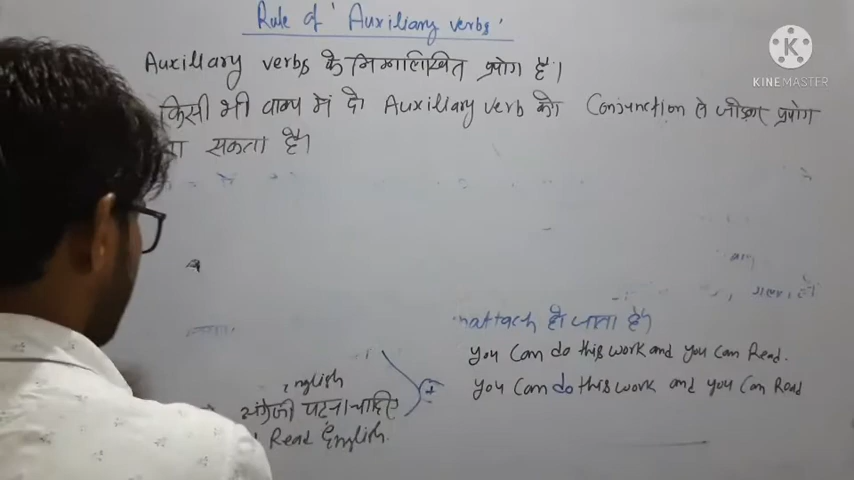 Rule of 'Auxiliary verbs'
Auxillary verbs के निम्नलिखित प्रयोग है।
किसी भी वाक्य में दो Auxiliary verb को Conjunction से जोड़कर प्रयोग
सकता है।
attach हो जाता है।
you can do this work and you can Read.
you can do this work and you can Read
English
अंग्रेजी पढ़ना चाहिए
Read English.
K
KINEMASTER